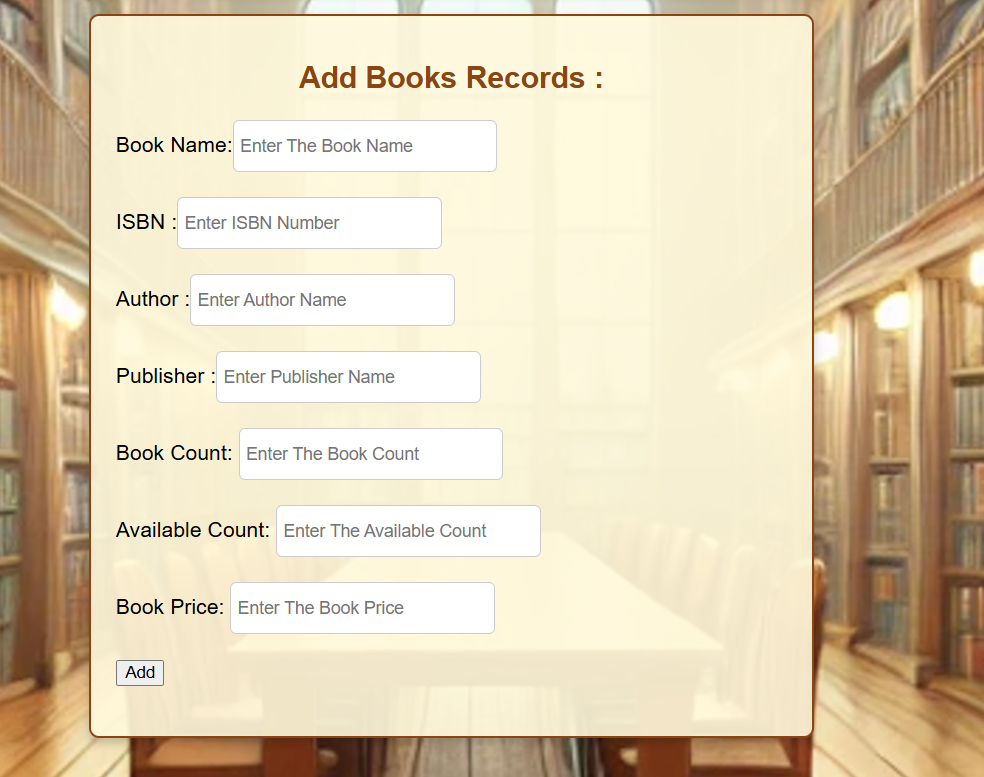 Add Books Records :
Book Name: Enter The Book Name
ISBN : Enter ISBN Number
Author : Enter Author Name
Publisher : Enter Publisher Name
Book Count: Enter The Book Count
Available Count: Enter The Available Count
Book Price: Enter The Book Price
Add